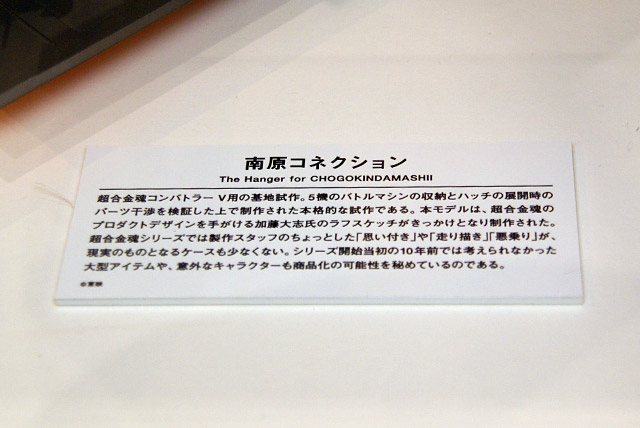 南原コネクション
The Hanger for CHOGOKINDAMASHII
超合金魂コンバトラー V用の基地試作。5機のバトルマシンの収納とハッチの展開時の
パーツ干渉を検証した上で制作された本格的な試作である。本モデルは、超合金魂の
プロダクトデザインを手がける加藤大志氏のラフスケッチがきっかけとなり制作された。
超合金魂シリーズでは製作スタッフのちょっとした「思い付き」や「走り描き」「悪乗り」が、
現実のものとなるケースも少なくない。シリーズ開始当初の10年前では考えられなかった
大型アイテムや、意外なキャラクターも商品化の可能性を秘めているのである。
©東映